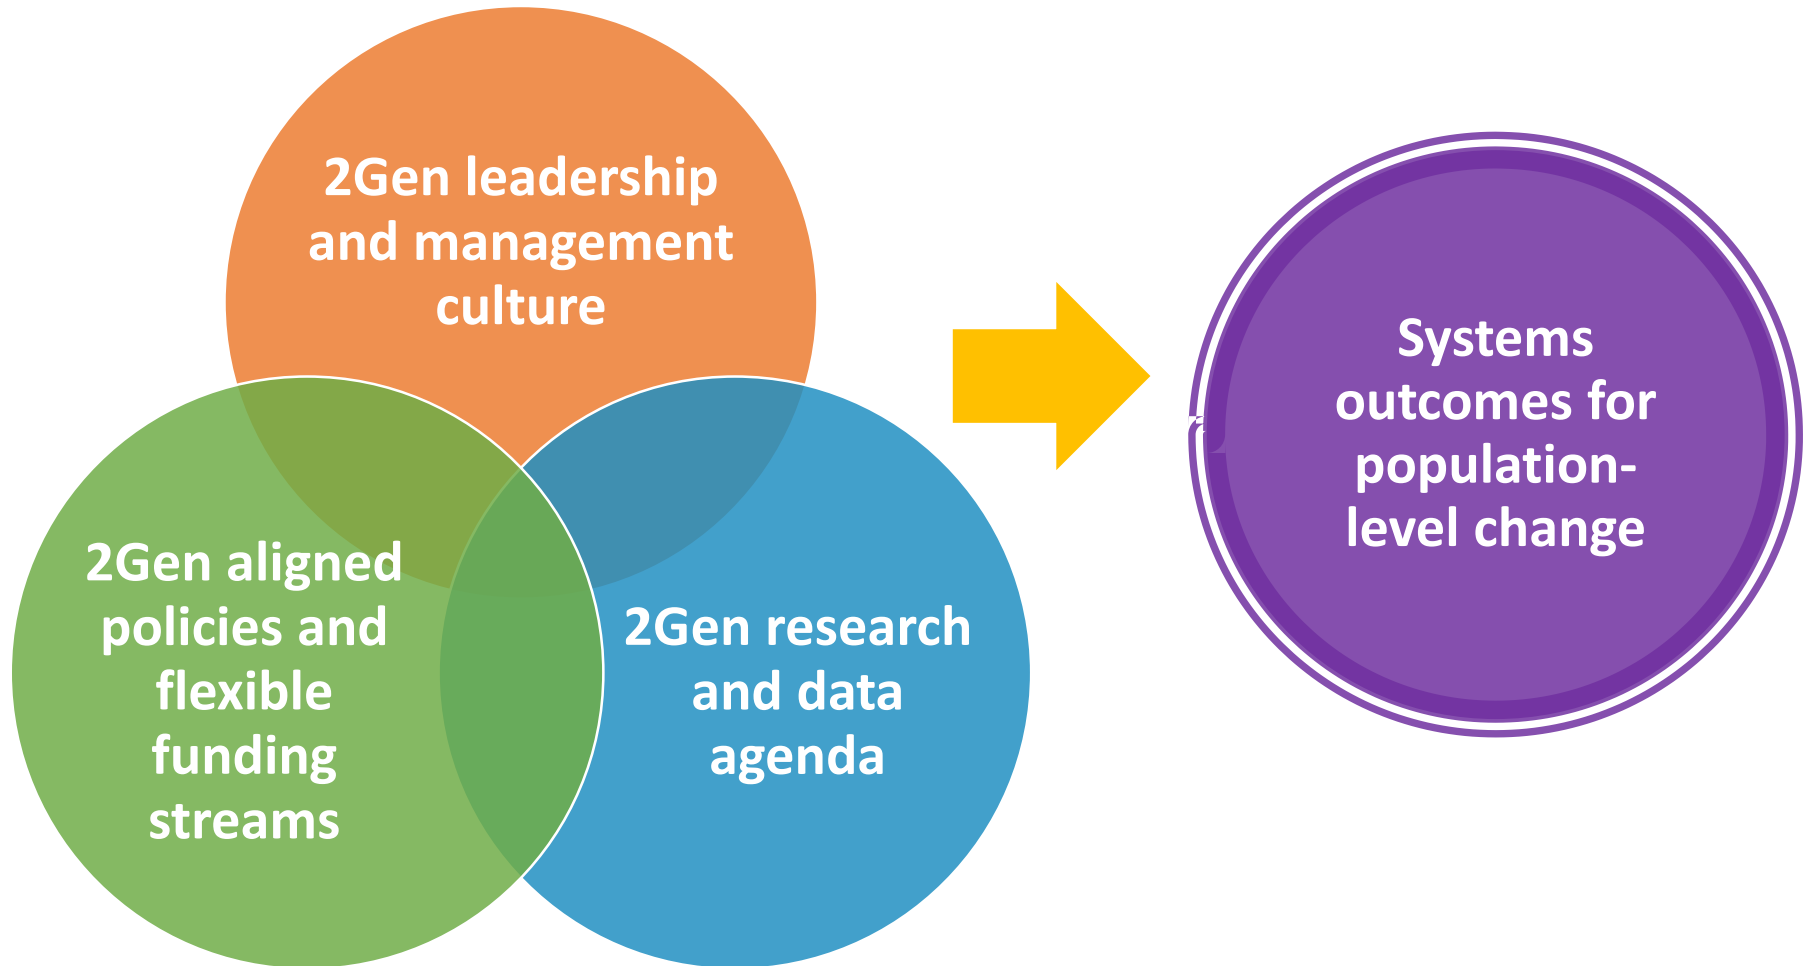 2Gen leadership
and management
culture
2Gen aligned
policies and
flexible
funding
streams
2Gen research
and data
agenda
Systems
outcomes for
population-
level change